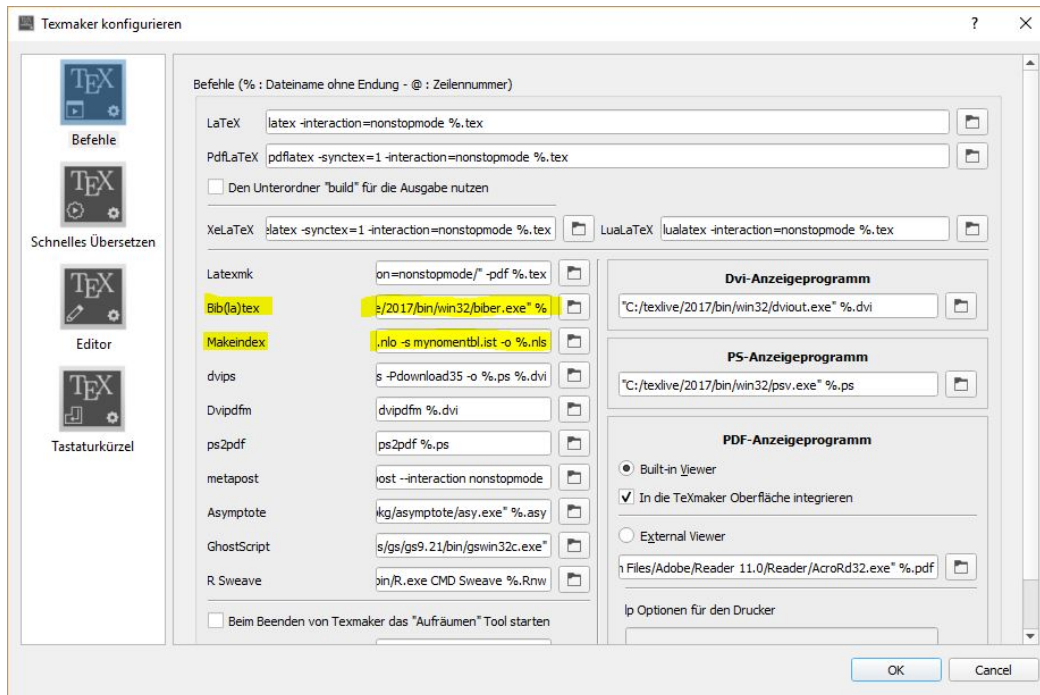 Texmaker konfigurieren
?
TEX
Befehle
TEX
Schnelles Übersetzen
TEX
Editor
TEX
Tastaturkürzel
Befehle (% : Dateiname ohne Endung - @ : Zeilennummer)
LaTeX latex -interaction=nonstopmode %.tex
PdfLaTeX pdflatex -synctex=1 -interaction=nonstopmode %.tex
Den Unterordner "build" für die Ausgabe nutzen
XeLaTeX elatex -synctex=1 -interaction=nonstopmode %.tex LuaLaTeX lualatex -interaction=nonstopmode %.tex
Latexmk on=nonstopmode/" -pdf %.tex
Bib(la)tex e/2017/bin/win32/biber.exe" %
Makeindex .nlo -s mynomentbl.ist -o %.nls
dvips s -Pdownload35 -o %.ps %.dvi
Dvipdfm dvipdfm %.dvi
ps2pdf ps2pdf %.ps
metapost post --interaction nonstopmode
Asymptote kg/asymptote/asy.exe" %.asy
GhostScript s/gs/gs9.21/bin/gswin32c.exe"
R Sweave bin/R.exe CMD Sweave %.Rnw
Beim Beenden von Texmaker das "Aufräumen" Tool starten
Dvi-Anzeigeprogramm
"C:/texlive/2017/bin/win32/dviout.exe" %.dvi
PS-Anzeigeprogramm
"C:/texlive/2017/bin/win32/psv.exe" %.ps
PDF-Anzeigeprogramm
Built-in Viewer
In die TeXmaker Oberfläche integrieren
External Viewer
n Files/Adobe/Reader 11.0/Reader/AcroRd32.exe" %.pdf
lp Optionen für den Drucker
OK
Cancel